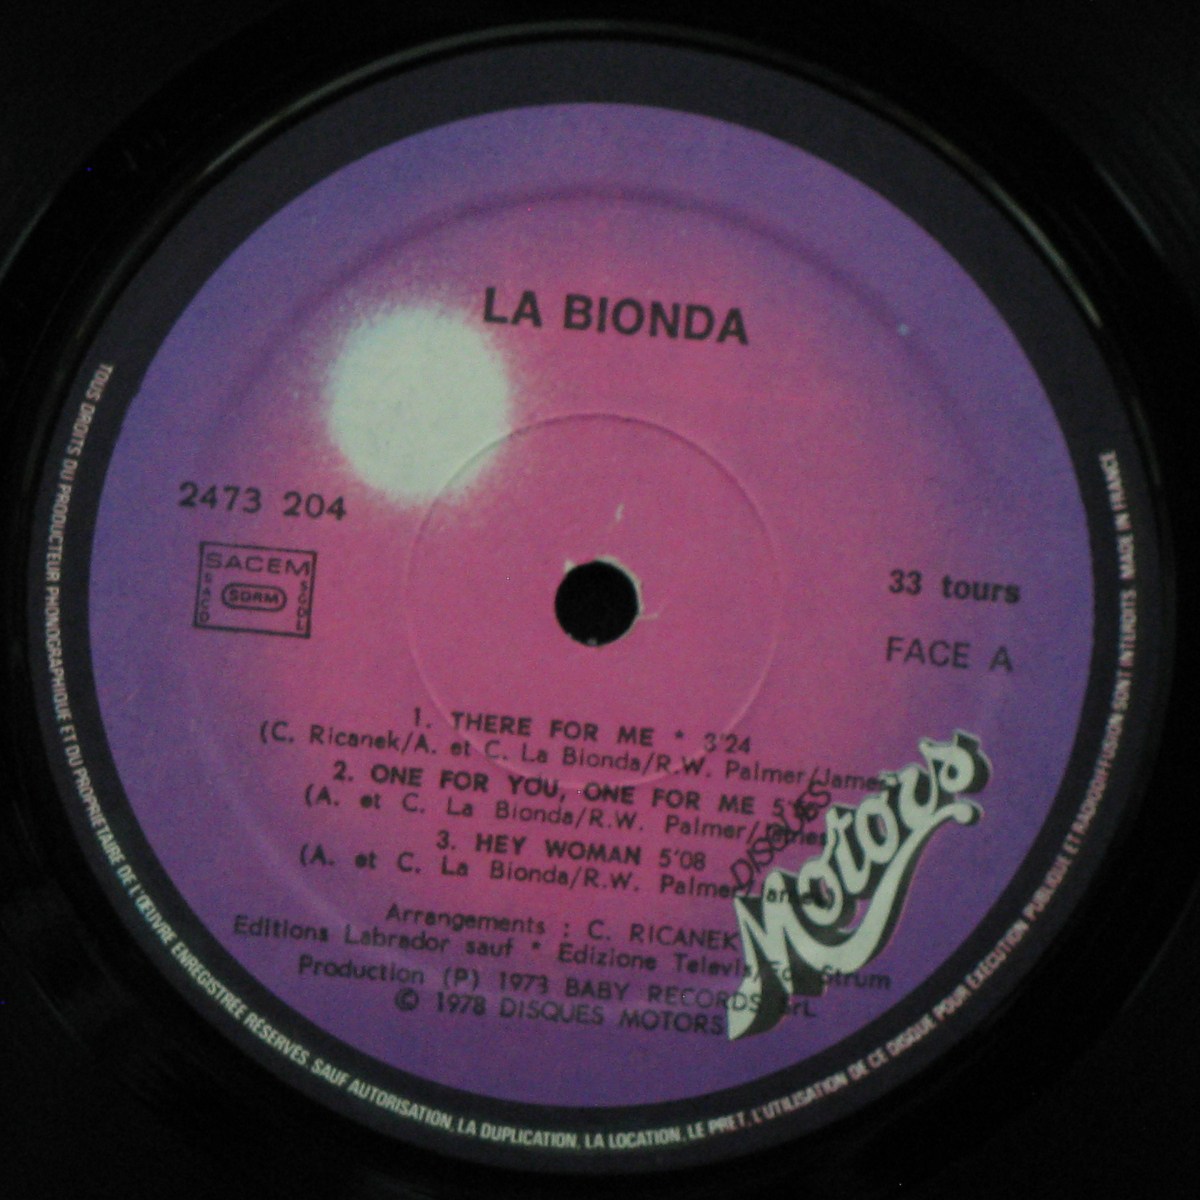 LA BIONDA
2473 204
SACEM
SACD SDRM SGDL
33 tours
FACE A
1. THERE FOR ME * 3'24
(C. Ricanek/A. et C. La Bionda/R.W. Palmer/James
2. ONE FOR YOU, ONE FOR ME
(A. et C. La Bionda/R.W. Palmer/James
3. HEY WOMAN 5'08
(A. et C. La Bionda/R.W. Palmer/James
Arrangements : C. RICANEK
Editions Labrador sauf * Edizione Televis/
Production (P) 1973 BABY RECORDS SrL
© 1978 DISQUES MOTORS
DISQUES
Motors
TOUS DROITS DU PRODUCTEUR PHONOGRAPHIQUE ET DU PROPRIETAIRE DE L'ŒUVRE ENREGISTRÉE RÉSERVÉS. SAUF AUTORISATION, LA DUPLICATION, LA LOCATION, LE PRET, L'UTILISATION DE CE DISQUE POUR EXÉCUTION PUBLIQUE ET RADIODIFFUSION SONT INTERDITS. MADE IN FRANCE